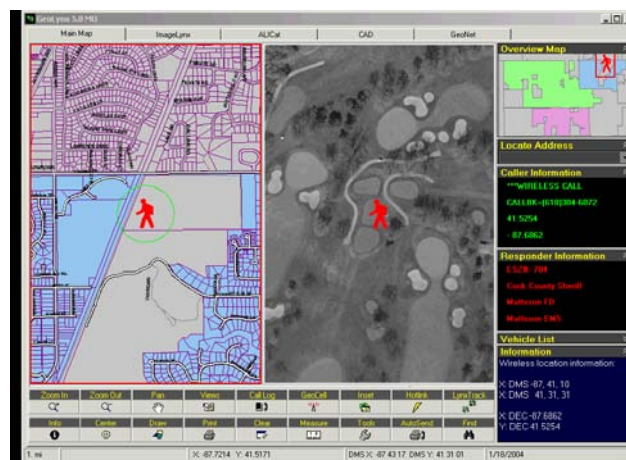 GeoLynx 5.0 MO
Main Map
ImageLynx
ALICat
CAD
GeoNet
Overview Map
Locate Address
Caller Information
***WIRELESS CALL
CALLBK=(618)304-6872
41.5254
-87.6862
Responder Information
ESZ#: 704
Cook County Sheriff
Matteson FD
Matteson EMS
Vehicle List
Information
Wireless location information:
X: DMS -87, 41, 10
X: DMS 41, 31, 31
X: DEC -87.6862
Y: DEC 41.5254
Zoom In
Zoom Out
Pan
Views
Call Log
GeoCell
Inset
Hotlink
LynxTrack
Info
Centre
Draw
Print
Clear
Measure
Tools
AutoSend
Find
1. mi
X: -87.7214 Y: 41.5171
DMS X: -87 43 17 DMS Y: 41 31 01
1/18/2004